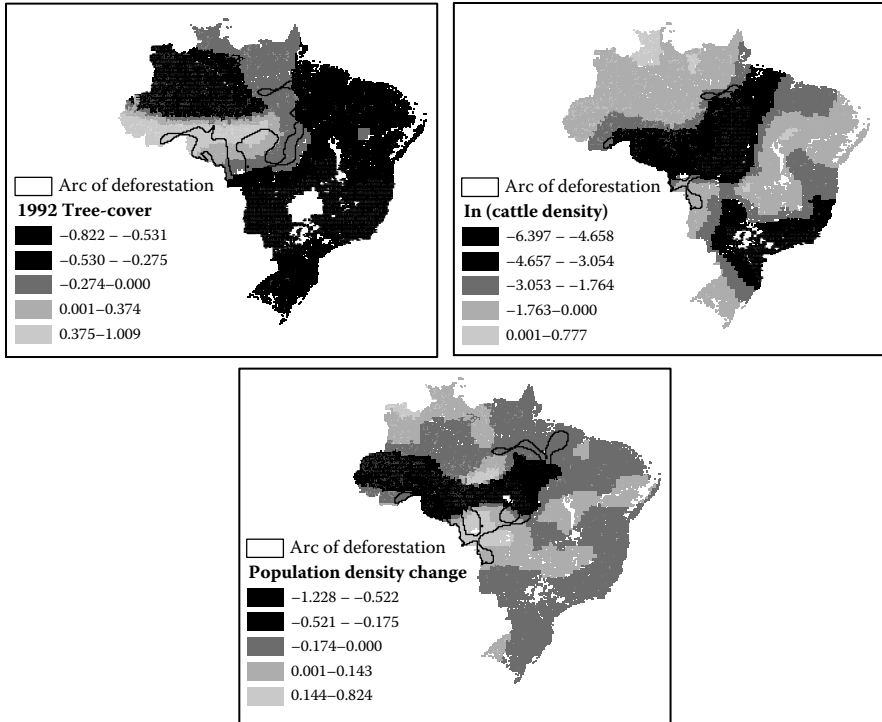 Arc of deforestation
1992 Tree-cover
−0.822 – −0.531
−0.530 – −0.275
−0.274–0.000
0.001–0.374
0.375–1.009
Arc of deforestation
In (cattle density)
−6.397 – −4.658
−4.657 – −3.054
−3.053 – −1.764
−1.763–0.000
0.001–0.777
Arc of deforestation
Population density change
−1.228 – −0.522
−0.521 – −0.175
−0.174–0.000
0.001–0.143
0.144–0.824